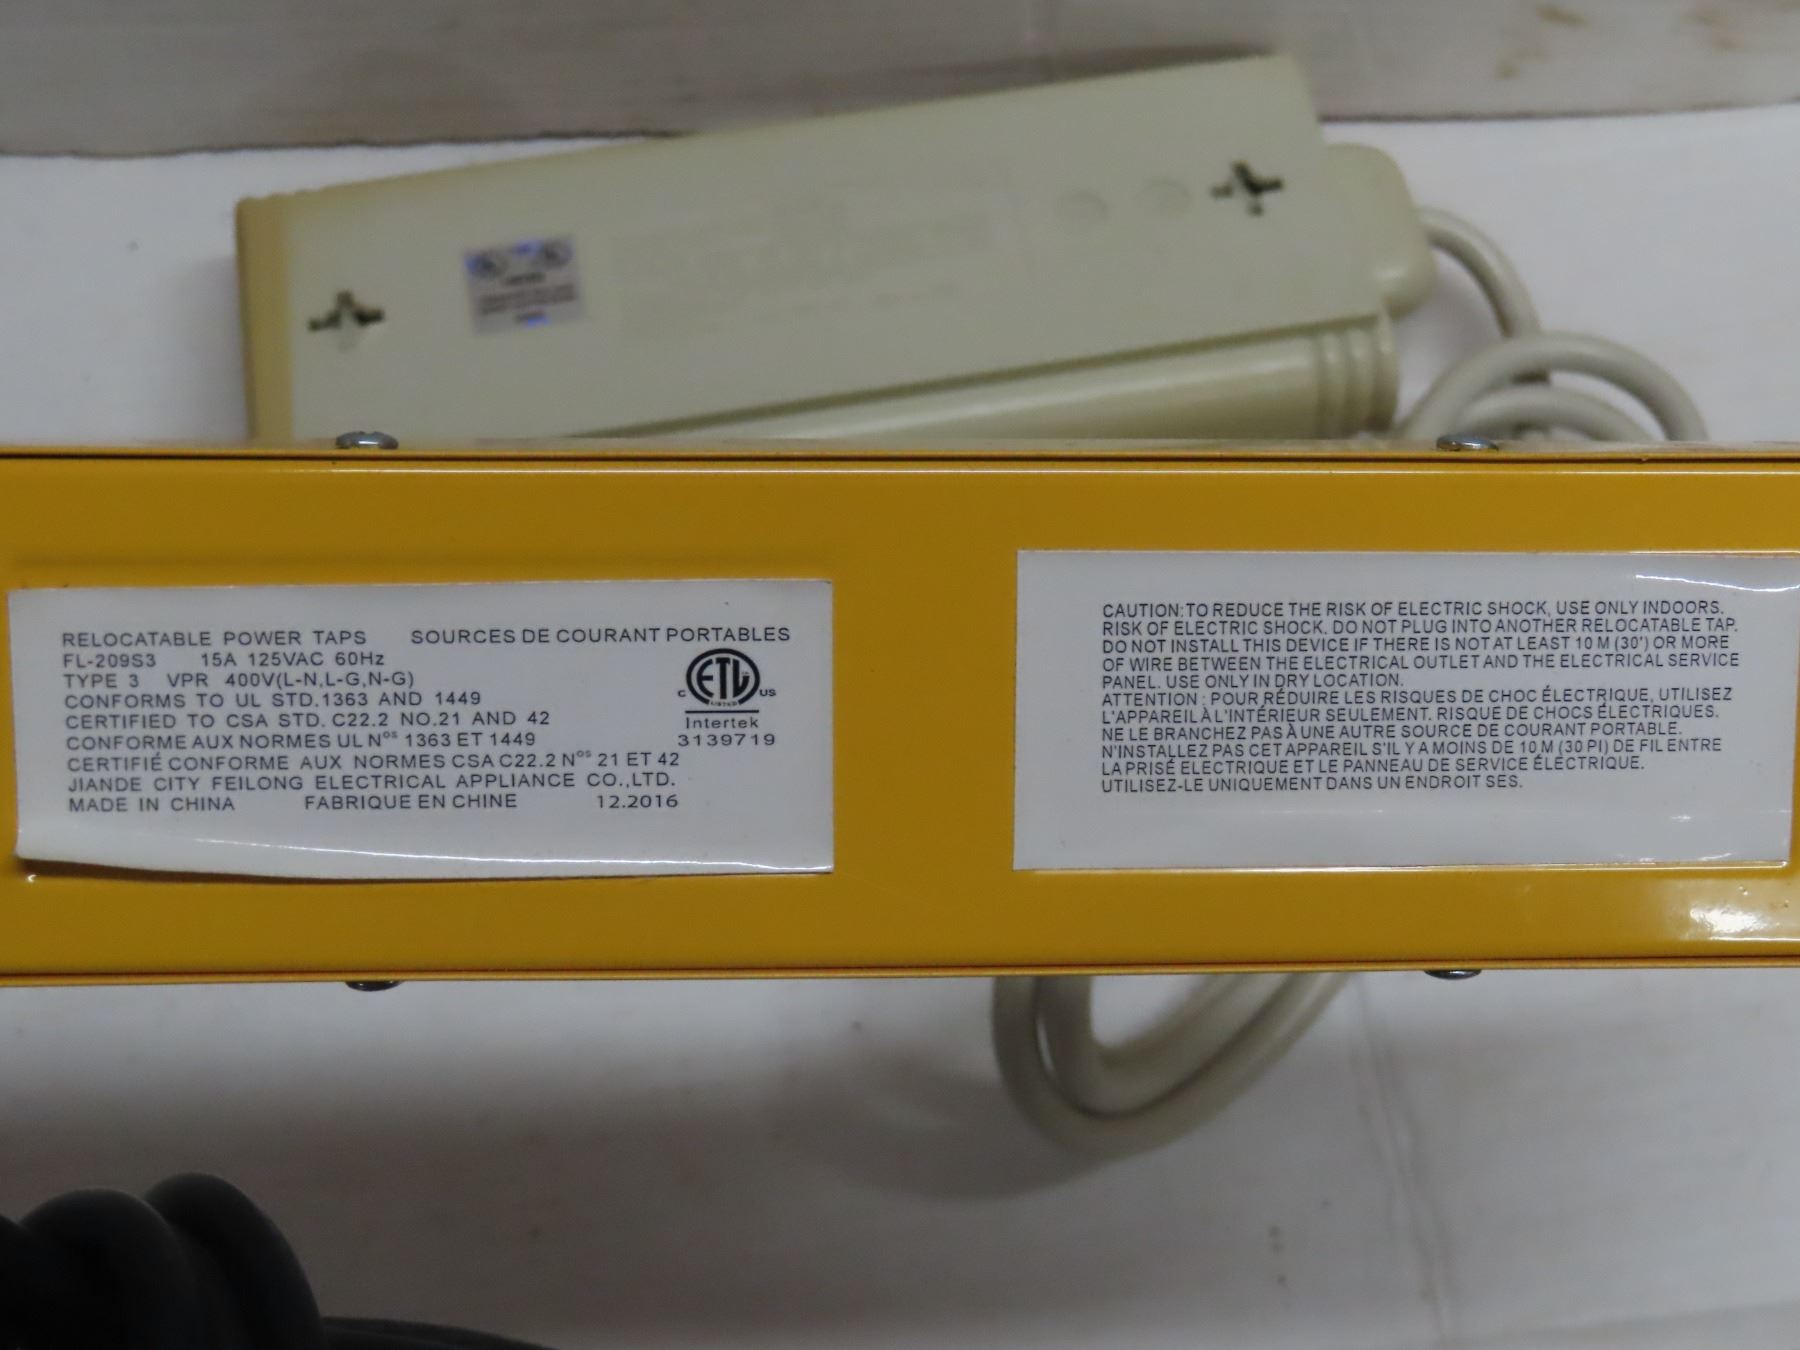 RELOCATABLE POWER TAPS SOURCES DE COURANT PORTABLES
FL-209S3 15A 125VAC 60Hz
TYPE 3 VPR 400V(L-N,L-G,N-G)
CONFORMS TO UL STD.1363 AND 1449
CERTIFIED TO CSA STD. C22.2 NO.21 AND 42
CONFORME AUX NORMES UL Nos 1363 ET 1449
CERTIFIÉ CONFORME AUX NORMES CSA C22.2 Nos 21 ET 42
JIANDE CITY FEILONG ELECTRICAL APPLIANCE CO.,LTD.
MADE IN CHINA FABRIQUE EN CHINE 12.2016
ETL
LISTED
C US
Intertek
3139719
CAUTION: TO REDUCE THE RISK OF ELECTRIC SHOCK, USE ONLY INDOORS.
RISK OF ELECTRIC SHOCK. DO NOT PLUG INTO ANOTHER RELOCATABLE TAP.
DO NOT INSTALL THIS DEVICE IF THERE IS NOT AT LEAST 10 M (30') OR MORE
OF WIRE BETWEEN THE ELECTRICAL OUTLET AND THE ELECTRICAL SERVICE
PANEL. USE ONLY IN DRY LOCATION.
ATTENTION : POUR RÉDUIRE LES RISQUES DE CHOC ÉLECTRIQUE, UTILISEZ
L'APPAREIL À L'INTÉRIEUR SEULEMENT. RISQUE DE CHOCS ÉLECTRIQUES.
NE LE BRANCHEZ PAS À UNE AUTRE SOURCE DE COURANT PORTABLE.
N'INSTALLEZ PAS CET APPAREIL S'IL Y A MOINS DE 10 M (30 PI) DE FIL ENTRE
LA PRISÉ ELECTRIQUE ET LE PANNEAU DE SERVICE ÉLECTRIQUE.
UTILISEZ-LE UNIQUEMENT DANS UN ENDROIT SES.